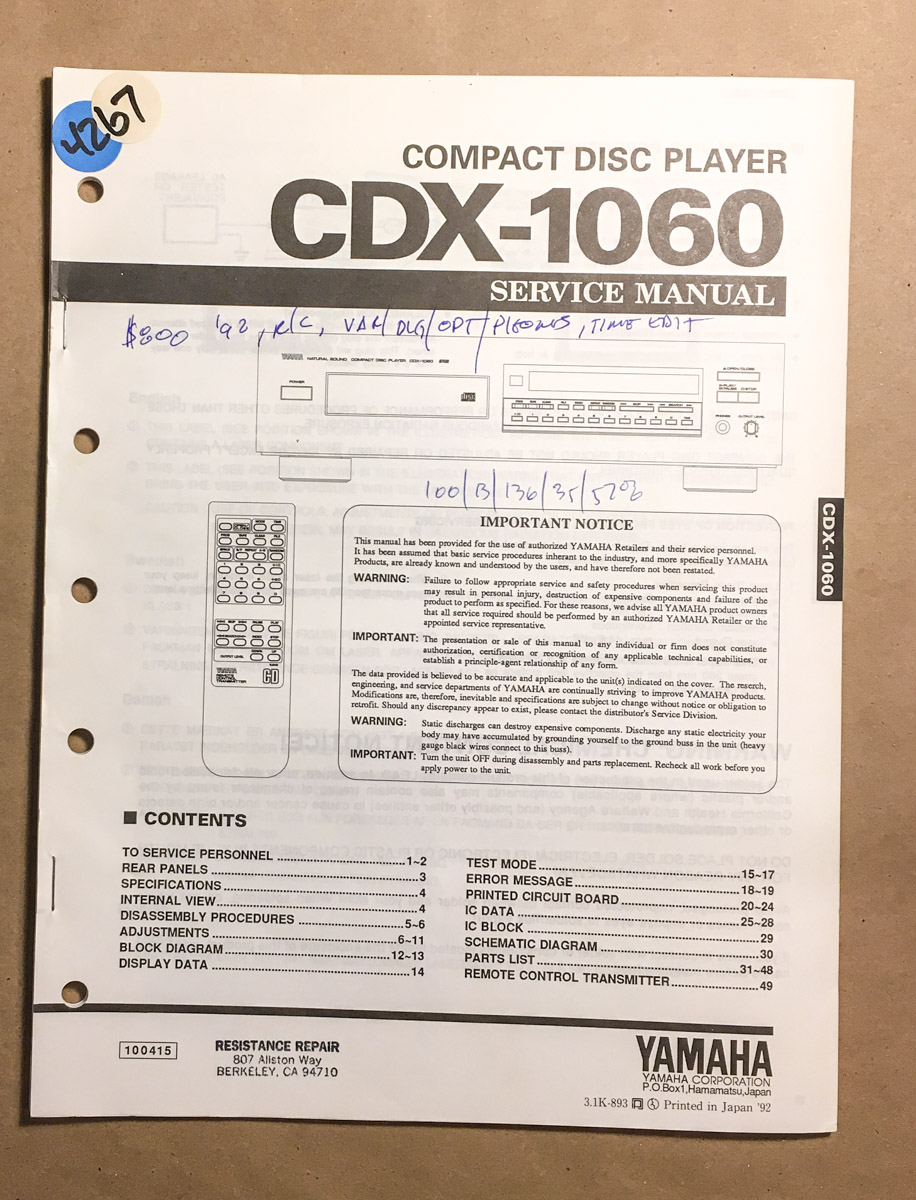 4267
COMPACT DISC PLAYER
CDX-1060
SERVICE MANUAL
$800 '92, R/C, VAR/DLG/OPT/PHONES, TIME EDIT
YAMAHA NATURAL SOUND COMPACT DISC PLAYER CDX-1060
POWER
OPEN/CLOSE
PHONES OUTPUT LEVEL
100/B/136/35/5203
CDX-1060
IMPORTANT NOTICE
This manual has been provided for the use of authorized YAMAHA Retailers and their service personnel.
It has been assumed that basic service procedures inherant to the industry, and more specifically YAMAHA
Products, are already known and understood by the users, and have therefore not been restated.
WARNING: Failure to follow appropriate service and safety procedures when servicing this product
may result in personal injury, destruction of expensive components and failure of the
product to perform as specified. For these reasons, we advise all YAMAHA product owners
that all service required should be performed by an authorized YAMAHA Retailer or the
appointed service representative.
IMPORTANT: The presentation or sale of this manual to any individual or firm does not constitute
authorization, certification or recognition of any applicable technical capabilities, or
establish a principle-agent relationship of any form.
The data provided is believed to be accurate and applicable to the unit(s) indicated on the cover. The reserch,
engineering, and service departments of YAMAHA are continually striving to improve YAMAHA products.
Modifications are, therefore, inevitable and specifications are subject to change without notice or obligation to
retrofit. Should any discrepancy appear to exist, please contact the distributor's Service Division.
WARNING: Static discharges can destroy expensive components. Discharge any static electricity your
body may have accumulated by grounding yourself to the ground buss in the unit (heavy
gauge black wires connect to this buss).
IMPORTANT: Turn the unit OFF during disassembly and parts replacement. Recheck all work before you
apply power to the unit.
OUTPUT LEVEL
YAMAHA
CD
■ CONTENTS
TO SERVICE PERSONNEL 1~2
REAR PANELS 3
SPECIFICATIONS 4
INTERNAL VIEW 4
DISASSEMBLY PROCEDURES 5~6
ADJUSTMENTS 6~11
BLOCK DIAGRAM 12~13
DISPLAY DATA 14
TEST MODE 15~17
ERROR MESSAGE 18~19
PRINTED CIRCUIT BOARD 20~24
IC DATA 25~28
IC BLOCK 29
SCHEMATIC DIAGRAM 30
PARTS LIST 31~48
REMOTE CONTROL TRANSMITTER 49
100415
RESISTANCE REPAIR
807 Allston Way
BERKELEY, CA 94710
YAMAHA
YAMAHA CORPORATION
P.O.Box1,Hamamatsu,Japan
3.1K-893 Printed in Japan '92